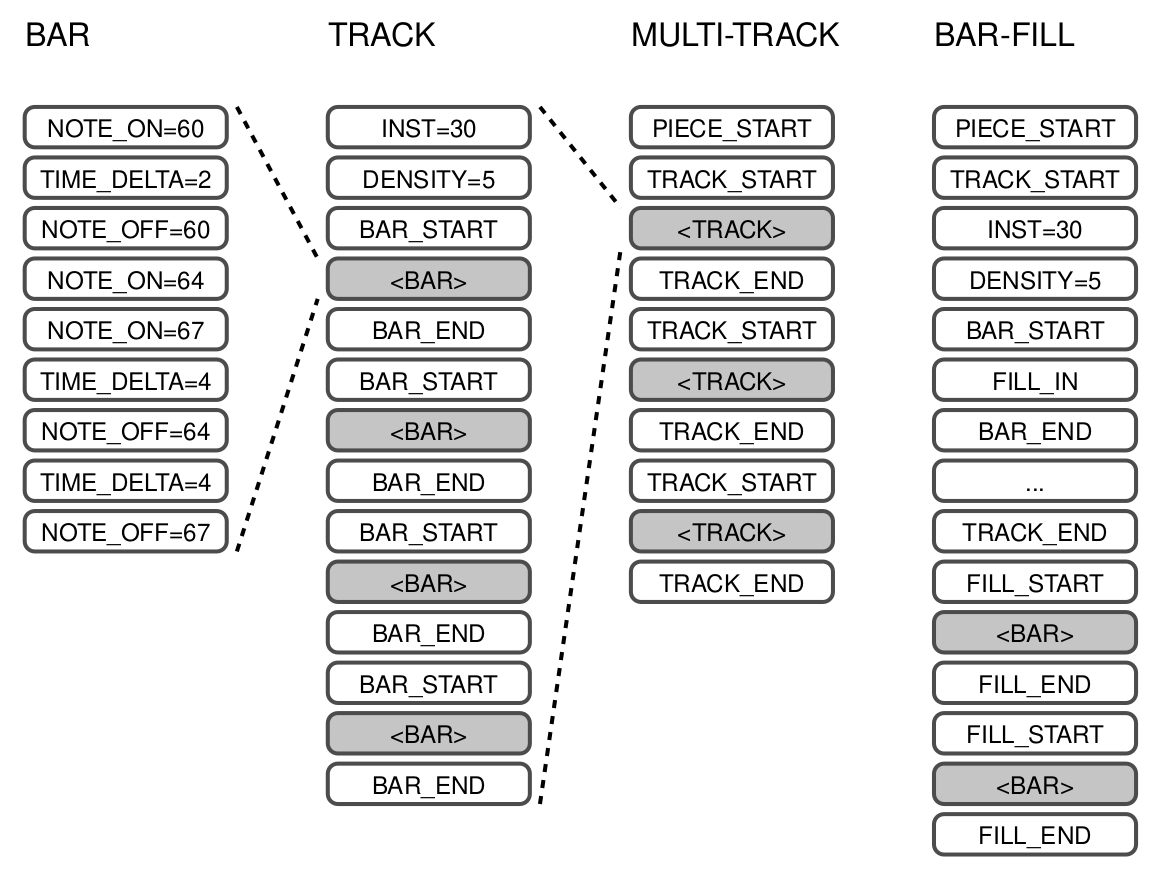 BAR
NOTE_ON=60
TIME_DELTA=2
NOTE_OFF=60
NOTE_ON=64
NOTE_ON=67
TIME_DELTA=4
NOTE_OFF=64
TIME_DELTA=4
NOTE_OFF=67
TRACK
INST=30
DENSITY=5
BAR_START
<BAR>
BAR_END
BAR_START
<BAR>
BAR_END
BAR_START
<BAR>
BAR_END
BAR_START
<BAR>
BAR_END
MULTI-TRACK
PIECE_START
TRACK_START
<TRACK>
TRACK_END
TRACK_START
<TRACK>
TRACK_END
TRACK_START
<TRACK>
TRACK_END
BAR-FILL
PIECE_START
TRACK_START
INST=30
DENSITY=5
BAR_START
FILL_IN
BAR_END
...
TRACK_END
FILL_START
<BAR>
FILL_END
FILL_START
<BAR>
FILL_END